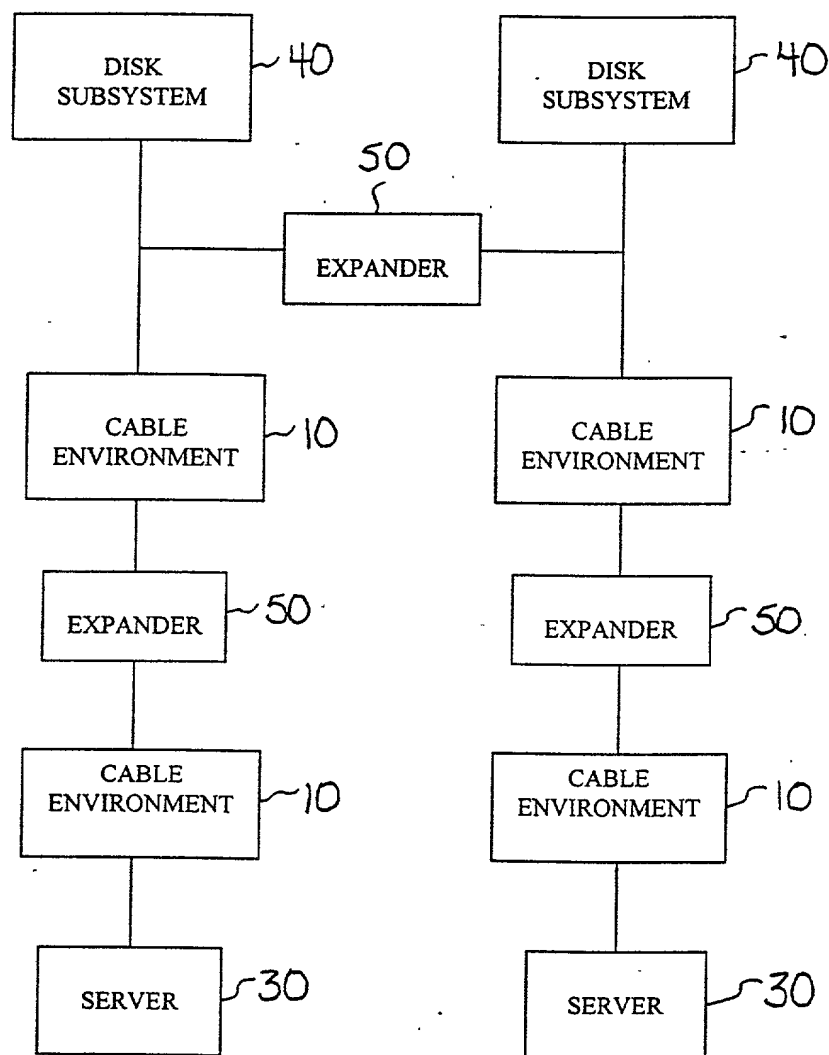 DISK
SUBSYSTEM
40
DISK
SUBSYSTEM
40
50
EXPANDER
CABLE
ENVIRONMENT
10
CABLE
ENVIRONMENT
10
EXPANDER
50
EXPANDER
50
CABLE
ENVIRONMENT
10
CABLE
ENVIRONMENT
10
SERVER
30
SERVER
30